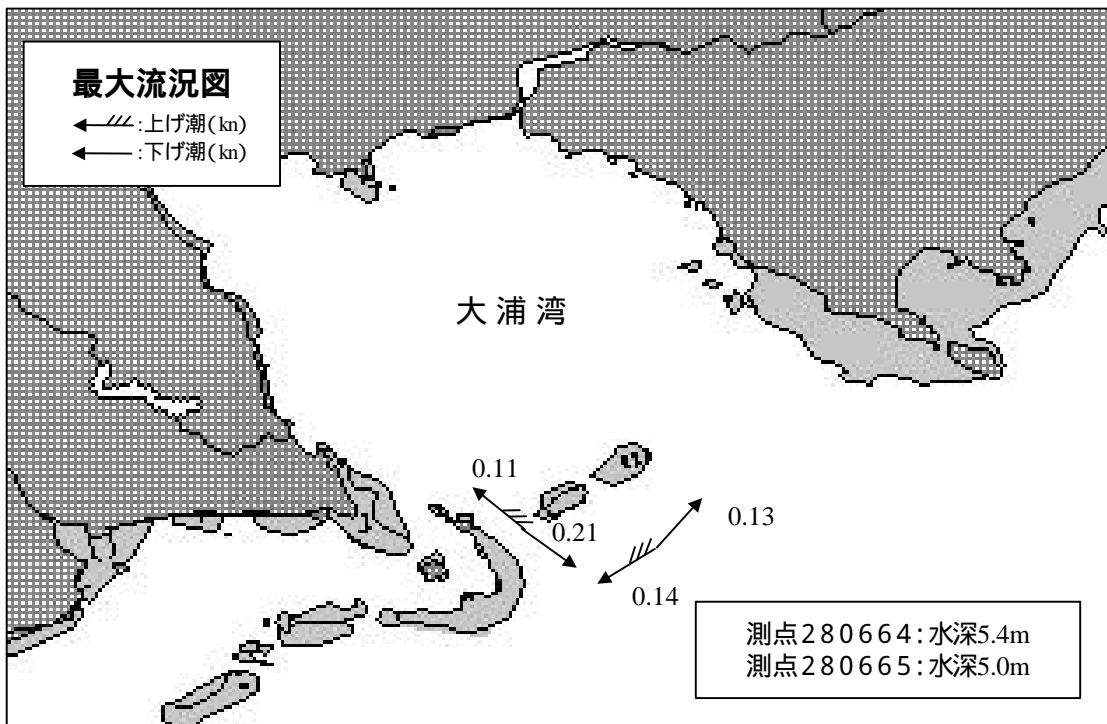 最大流況図
:上げ潮(kn)
:下げ潮(kn)
大浦湾
0.11
0.21
0.13
0.14
測点280664:水深5.4m
測点280665:水深5.0m